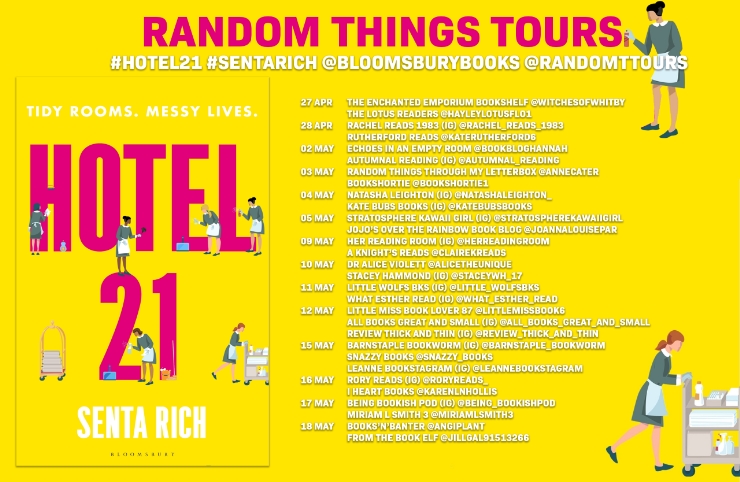 RANDOM THINGS TOURS
#HOTEL21 #SENTARICH @BLOOMSBURYBOOKS @RANDOMTTOURS
TIDY ROOMS. MESSY LIVES.
HOTEL
21
SENTA RICH
BLOOMSBURY
27 APR THE ENCHANTED EMPORIUM BOOKSHELF @WITCHESOFWHITBY
THE LOTUS READERS @HAYLEYLOTUSFLO1
28 APR RACHEL READS 1983 (IG) @RACHEL_READS_1983
RUTHERFORD READS @KATERUTHERFORD6
02 MAY ECHOES IN AN EMPTY ROOM @BOOKBLOGHANNAH
AUTUMNAL READING (IG) @AUTUMNAL_READING
03 MAY RANDOM THINGS THROUGH MY LETTERBOX @ANNECATER
BOOKSHORTIE @BOOKSHORTIE1
04 MAY NATASHA LEIGHTON (IG) @NATASHALEIGHTON_
KATE BUBS BOOKS (IG) @KATEBUBSBOOKS
05 MAY STRATOSPHERE KAWAII GIRL (IG) @STRATOSPHEREKAWAIIGIRL
JOJO'S OVER THE RAINBOW BOOK BLOG @JOANNALOUISEPAR
09 MAY HER READING ROOM (IG) @HERREADINGROOM
A KNIGHT'S READS @CLAIREKREADS
10 MAY DR ALICE VIOLETT @ALICETHEUNIQUE
STACEY HAMMOND (IG) @STACEYWH_17
11 MAY LITTLE WOLFS BKS (IG) @LITTLE_WOLFSBKS
WHAT ESTHER READ (IG) @WHAT_ESTHER_READ
12 MAY LITTLE MISS BOOK LOVER 87 @LITTLEMISSBOOK6
ALL BOOKS GREAT AND SMALL (IG) @ALL_BOOKS_GREAT_AND_SMALL
REVIEW THICK AND THIN (IG) @REVIEW_THICK_AND_THIN
15 MAY BARNSTAPLE BOOKWORM (IG) @BARNSTAPLE_BOOKWORM
SNAZZY BOOKS @SNAZZY_BOOKS
LEANNE BOOKSTAGRAM (IG) @LEANNEBOOKSTAGRAM
16 MAY RORY READS (IG) @RORYREADS_
I HEART BOOKS @KARENLNHOLLIS
17 MAY BEING BOOKISH POD (IG) @BEING_BOOKISHPOD
MIRIAM L SMITH 3 @MIRIAMLSMITH3
18 MAY BOOKS'N'BANTER @ANGIPLANT
FROM THE BOOK ELF @JILLGAL91513266